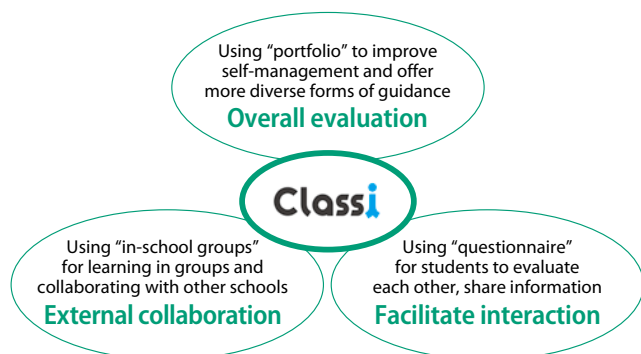 Using “portfolio” to improve
self-management and offer
more diverse forms of guidance
Overall evaluation
Classi
Using “in-school groups”
for learning in groups and
collaborating with other schools
External collaboration
Using “questionnaire”
for students to evaluate
each other, share information
Facilitate interaction